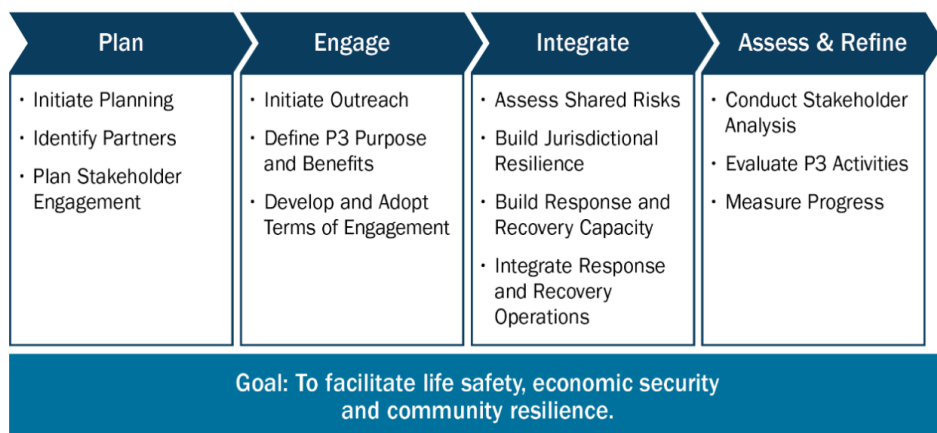 Plan
· Initiate Planning
· Identify Partners
· Plan Stakeholder
Engagement
Engage
· Initiate Outreach
· Define P3 Purpose
and Benefits
· Develop and Adopt
Terms of Engagement
Integrate
· Assess Shared Risks
· Build Jurisdictional
Resilience
· Build Response and
Recovery Capacity
· Integrate Response
and Recovery
Operations
Assess & Refine
· Conduct Stakeholder
Analysis
· Evaluate P3 Activities
· Measure Progress
Goal: To facilitate life safety, economic security
and community resilience.